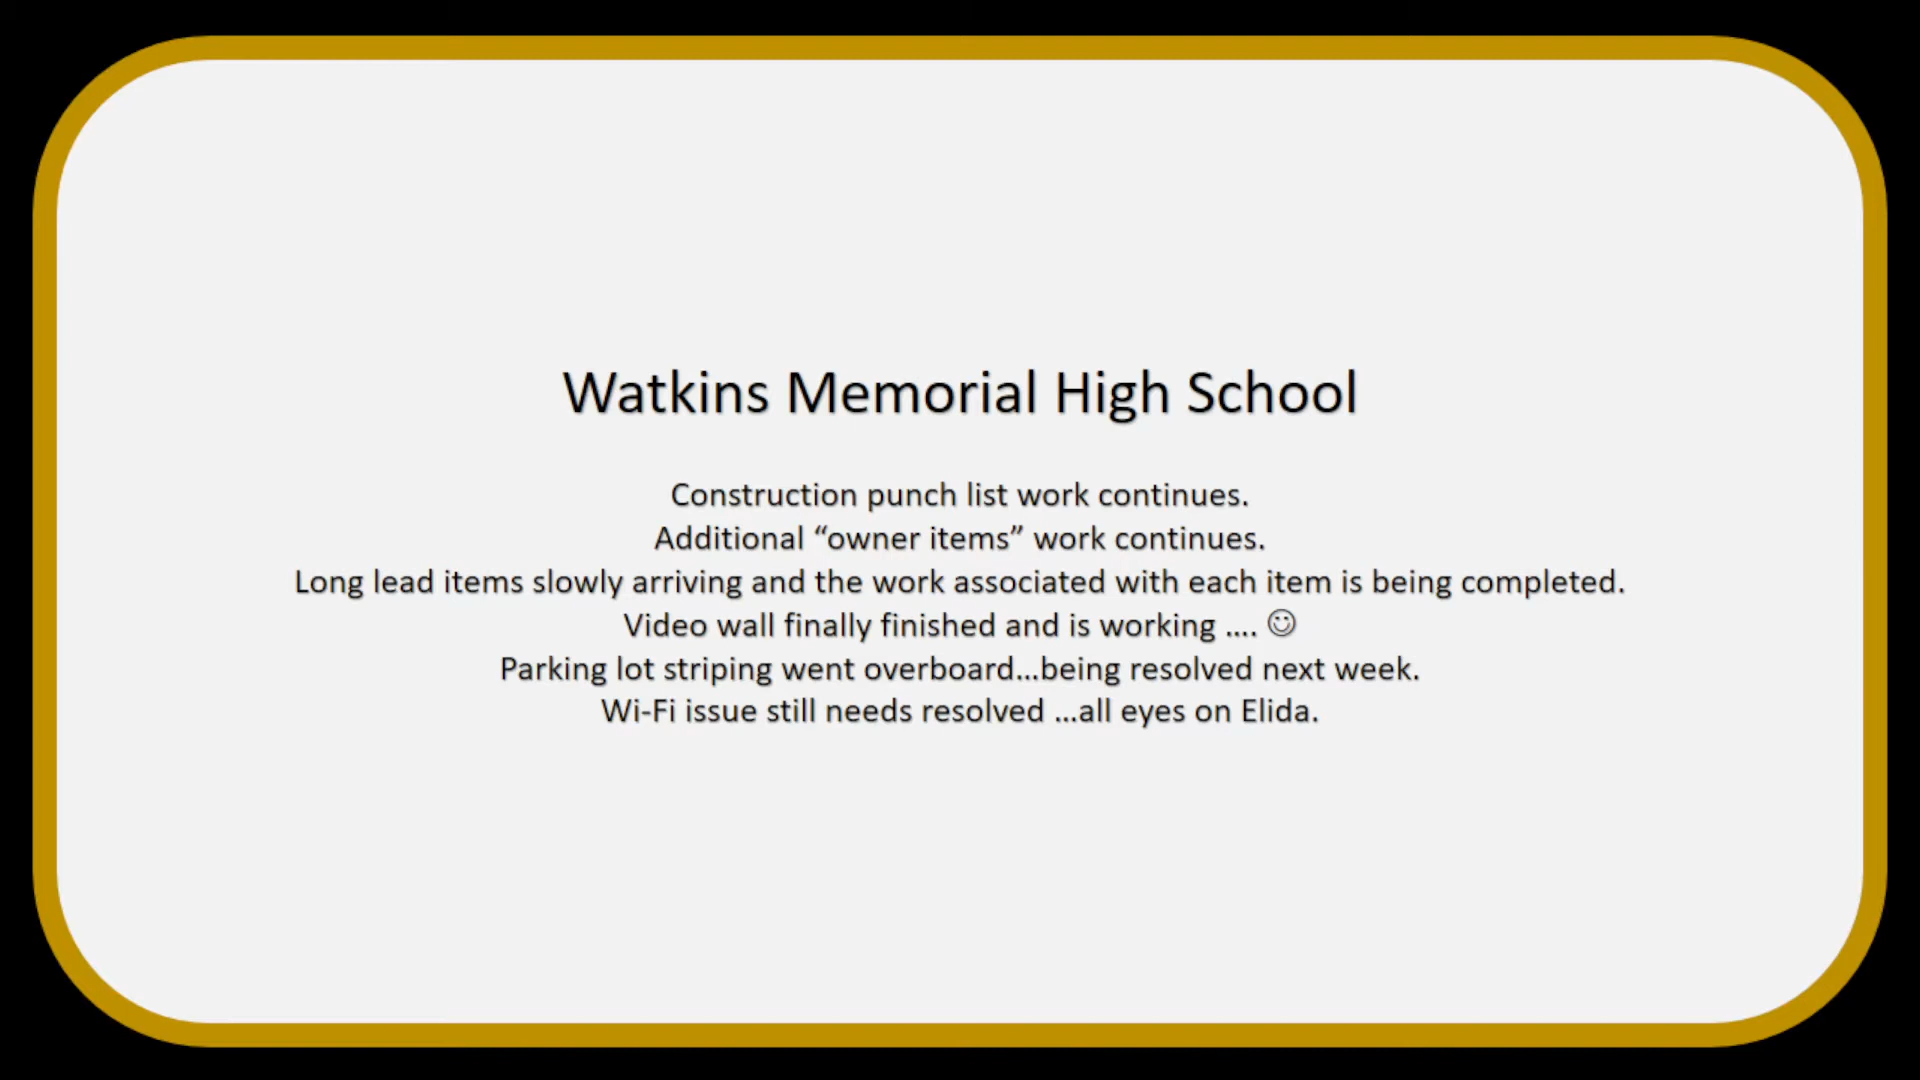 Watkins Memorial High School
Construction punch list work continues.
Additional “owner items” work continues.
Long lead items slowly arriving and the work associated with each item is being completed.
Video wall finally finished and is working .... ☺
Parking lot striping went overboard...being resolved next week.
Wi-Fi issue still needs resolved ...all eyes on Elida.